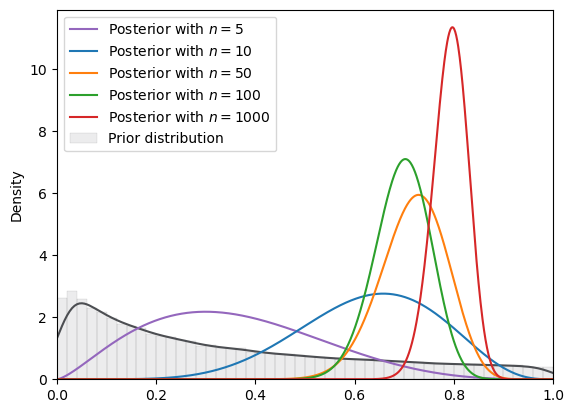 Posterior with n = 5
Posterior with n = 10
Posterior with n = 50
Posterior with n = 100
Posterior with n = 1000
Prior distribution
Density
10
8
6
4
2
0
0.0 0.2 0.4 0.6 0.8 1.0